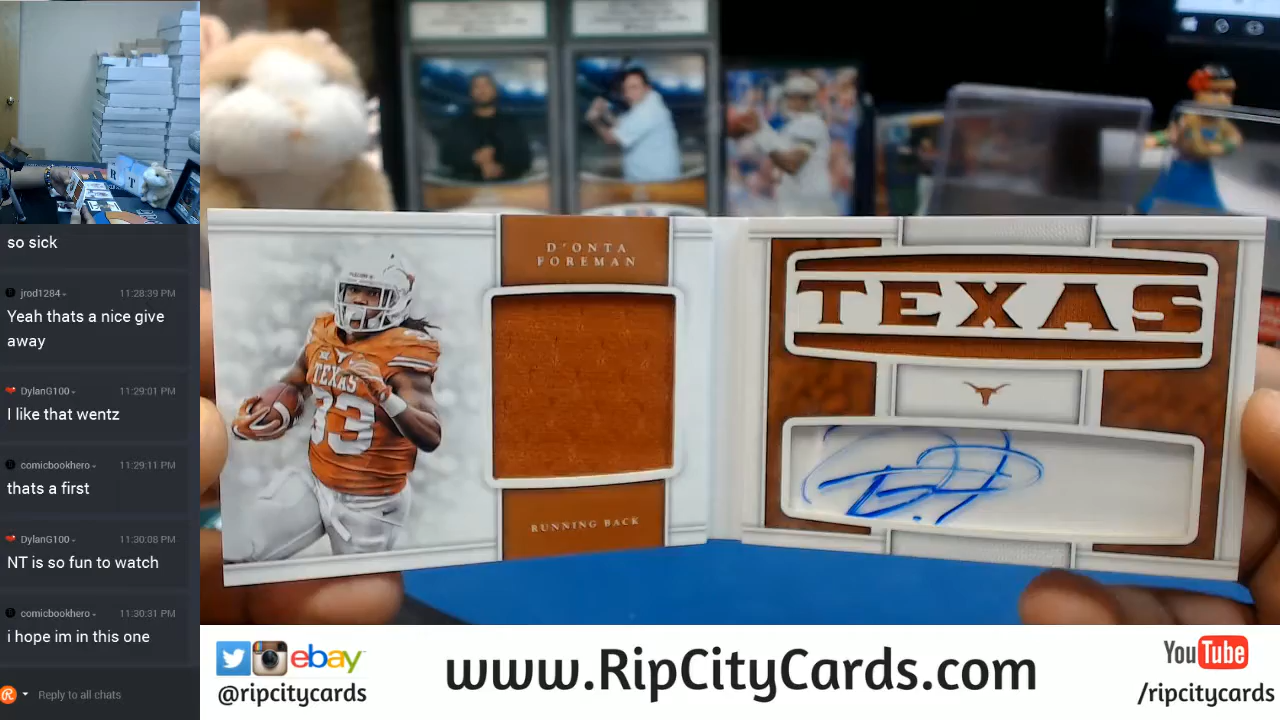 so sick
jrod1284
11:28:39 PM
Yeah thats a nice give
away
DylanG100
11:29:01 PM
I like that wentz
comicbookhero
11:29:11 PM
thats a first
DylanG100
11:30:08 PM
NT is so fun to watch
comicbookhero
11:30:31 PM
i hope im in this one
Reply to all chats
D'ONTA
FOREMAN
TEXAS
33
RUNNING BACK
TEXAS
ebay
@ripcitycards
www.RipCityCards.com
YouTube
/ripcitycards